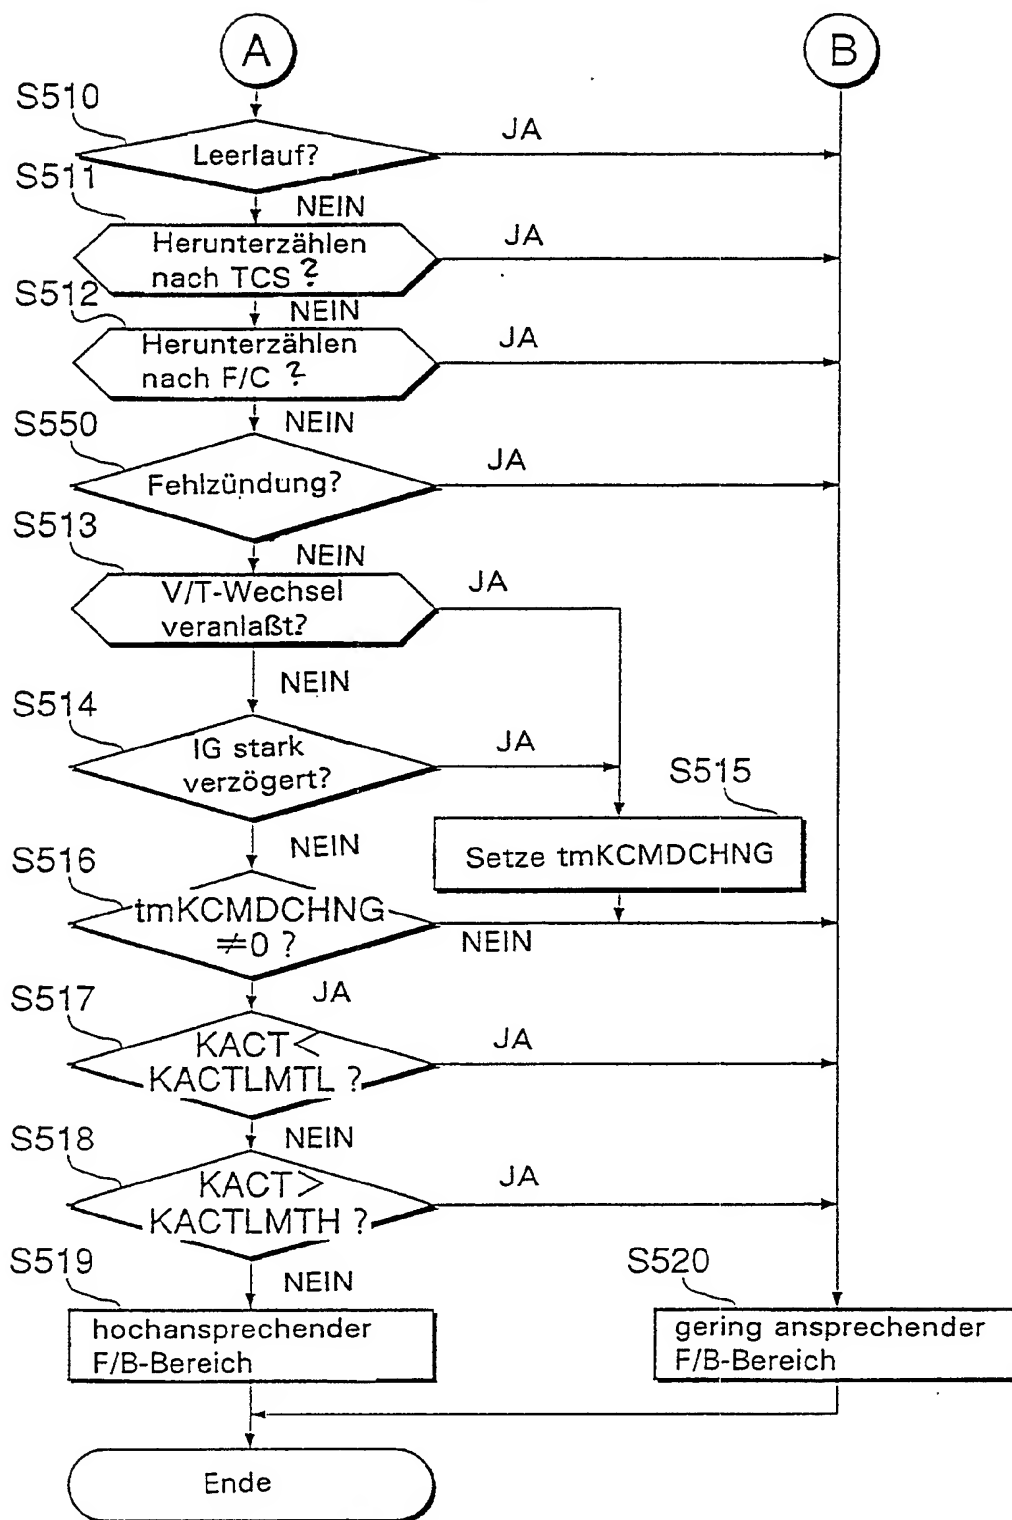 A
B
S510
JA
Leerlauf?
S511
NEIN
Herunterzählen
nach TCS ?
JA
S512
NEIN
Herunterzählen
nach F/C ?
JA
S550
NEIN
Fehlzündung?
JA
S513
NEIN
V/T-Wechsel
veranlaßt?
JA
NEIN
S514
IG stark
verzögert?
JA
S515
NEIN
Setze tmKCMDCHNG
S516
tmKCMDCHNG
≠0 ?
NEIN
JA
S517
KACT<
KACTLMTL ?
JA
NEIN
S518
KACT>
KACTLMTH ?
JA
S519
NEIN
S520
hochansprechender
F/B-Bereich
gering ansprechender
F/B-Bereich
Ende